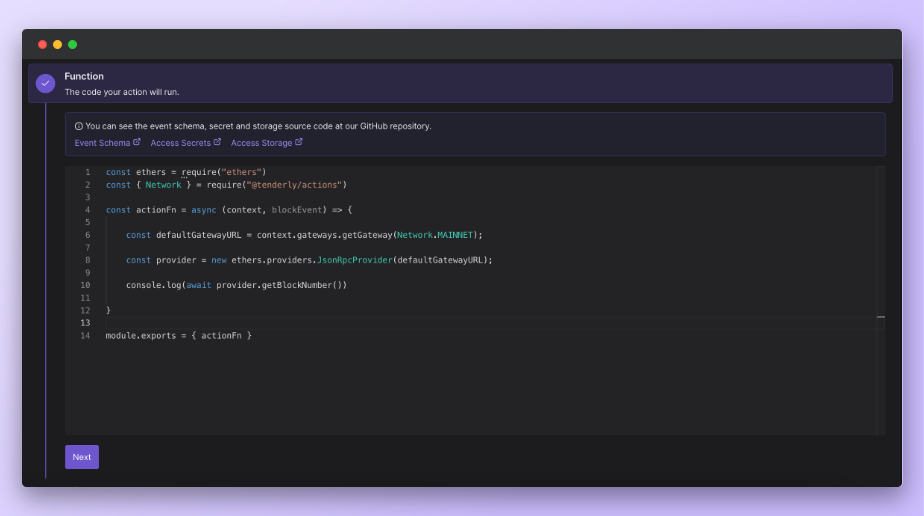 Function
The code your action will run.
You can see the event schema, secret and storage source code at our GitHub repository.
Event Schema Access Secrets Access Storage
1 const ethers = require("ethers")
2 const { Network } = require("@tenderly/actions")
3
4 const actionFn = async (context, blockEvent) => {
5
6 const defaultGatewayURL = context.gateways.getGateway(Network.MAINNET);
7
8 const provider = new ethers.providers.JsonRpcProvider(defaultGatewayURL);
9
10 console.log(await provider.getBlockNumber())
11
12 }
13
14 module.exports = { actionFn }
Next